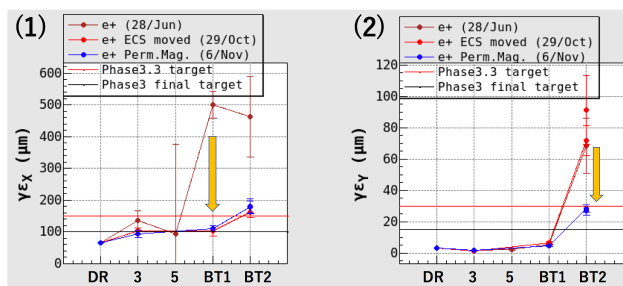 (1)
e+ (28/Jun)
e+ ECS moved (29/Oct)
e+ Perm.Mag. (6/Nov)
Phase3.3 target
Phase3 final target
600
500
400
300
200
100
0
γεX (μm)
DR 3 5 BT1 BT2
(2)
e+ (28/Jun)
e+ ECS moved (29/Oct)
e+ Perm.Mag. (6/Nov)
Phase3.3 target
Phase3 final target
120
100
80
60
40
20
0
γεY (μm)
DR 3 5 BT1 BT2